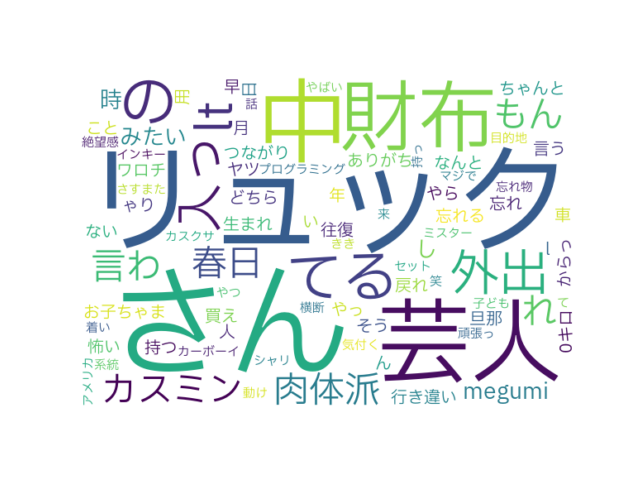 やばい
早
日
話
時
の
田
中
財布
ちゃんと
もん
こと
みたい
月
目的地
絶望感
インキー
つながり
ありがち
なんと
持っ
言う
ワロチ
ヤツ
プログラミング
マジで
忘れ物
さすまた
入っ
It
リュック
どちら
年
やら
忘れる
忘れ
ゃり
生まれ
い
往復
来
ミスター
車
ない
カスクサ
きき
し
からっ
言わ
春日
てる
セット
笑
外出
れ
ー
戻れ
子ども
て
お子ちゃま
やつ
さん
横断
やっ
そう
芸人
旦那
0キロ
着い
買え
人
気付く
頑張っ
怖い
持つ
カーボーイ
シャリ
ん
系統
アメリカ
カスミン
動け
肉体派
行き違い
megumi